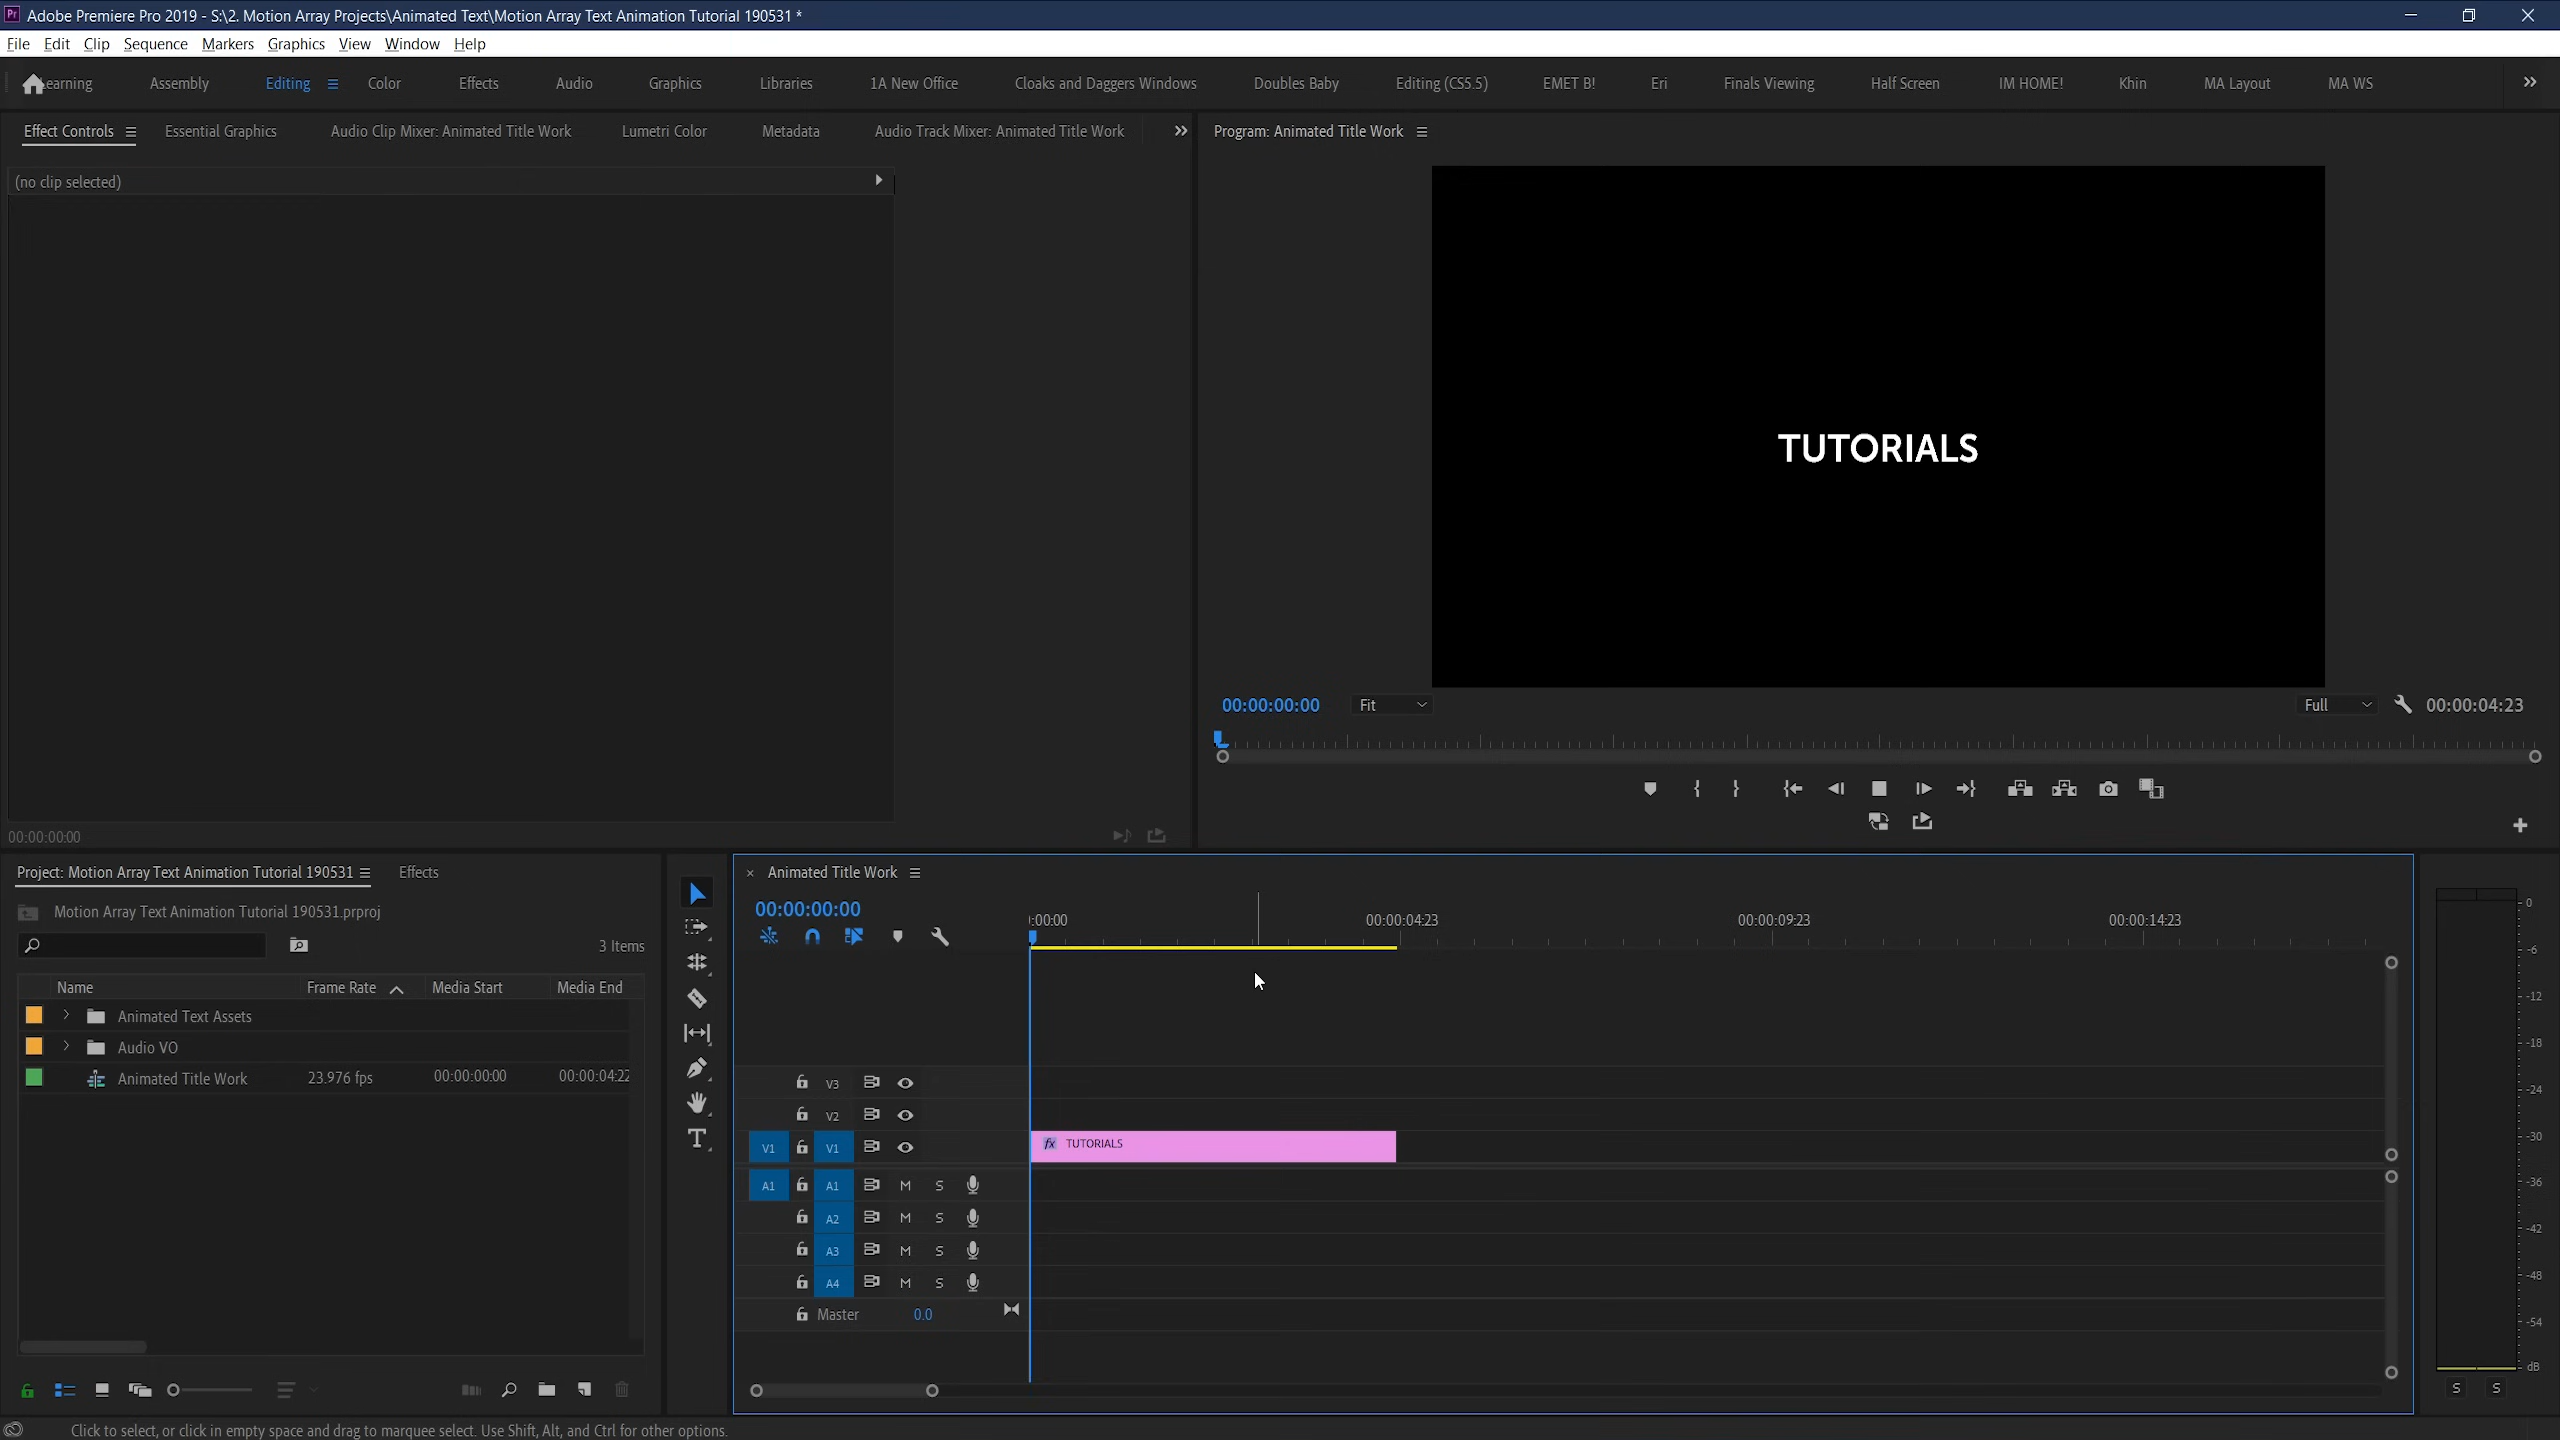 Adobe Premiere Pro 2019 - S:\2. Motion Array Projects\Animated Text\Motion Array Text Animation Tutorial 190531 *
File Edit Clip Sequence Markers Graphics View Window Help
earning Assembly Editing Color Effects Audio Graphics Libraries 1A New Office Cloaks and Daggers Windows Doubles Baby Editing (CS5.5) EMET B! Eri Finals Viewing Half Screen IM HOME! Khin MA Layout MA WS
Effect Controls Essential Graphics Audio Clip Mixer: Animated Title Work Lumetri Color Metadata Audio Track Mixer: Animated Title Work Program: Animated Title Work
(no clip selected)
TUTORIALS
00:00:00:00 Fit Full 00:00:04:23
00:00:00:00
Project: Motion Array Text Animation Tutorial 190531 Effects
Motion Array Text Animation Tutorial 190531.prproj
3 Items
Name Frame Rate Media Start Media End
Animated Text Assets
Audio VO
Animated Title Work 23.976 fps 00:00:00:00 00:00:04:22
Animated Title Work
00:00:00:00
:00:00 00:00:04:23 00:00:09:23 00:00:14:23
V3
V2
V1 V1 fx TUTORIALS
A1 A1 M S
A2 M S
A3 M S
A4 M S
Master 0.0
0
-6
-12
-18
-24
-30
-36
-42
-48
-54
dB
S S
Click to select, or click in empty space and drag to marquee select. Use Shift, Alt, and Ctrl for other options.